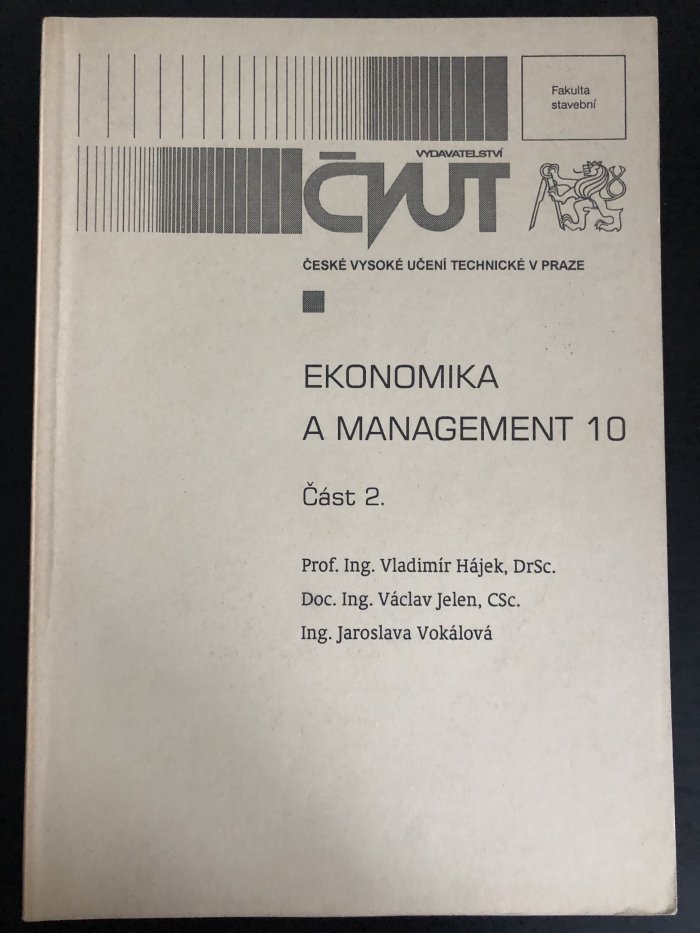 Fakulta
stavební
VYDAVATELSTVÍ
ČVUT
ČESKÉ VYSOKÉ UČENÍ TECHNICKÉ V PRAZE
EKONOMIKA
A MANAGEMENT 10
Část 2.
Prof. Ing. Vladimír Hájek, DrSc.
Doc. Ing. Václav Jelen, CSc.
Ing. Jaroslava Vokálová